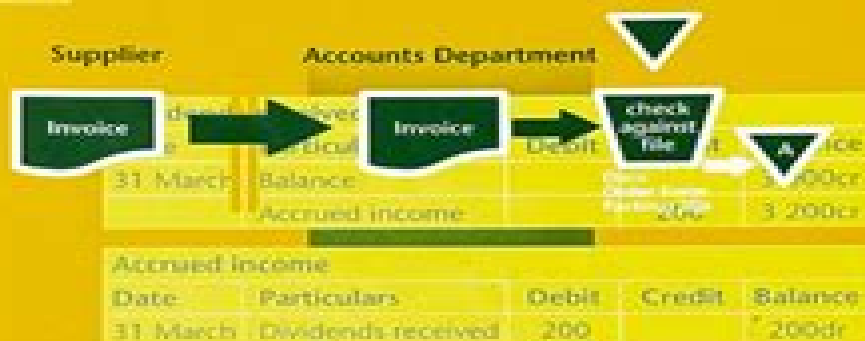 Supplier
Accounts Department
Invoice
Invoice
check
against
file
A
Debit
31 March Balance
Accrued income 200 3 200cr
Accrued income
Date Particulars Debit Credit Balance
31 March Dividends received 200 200dr